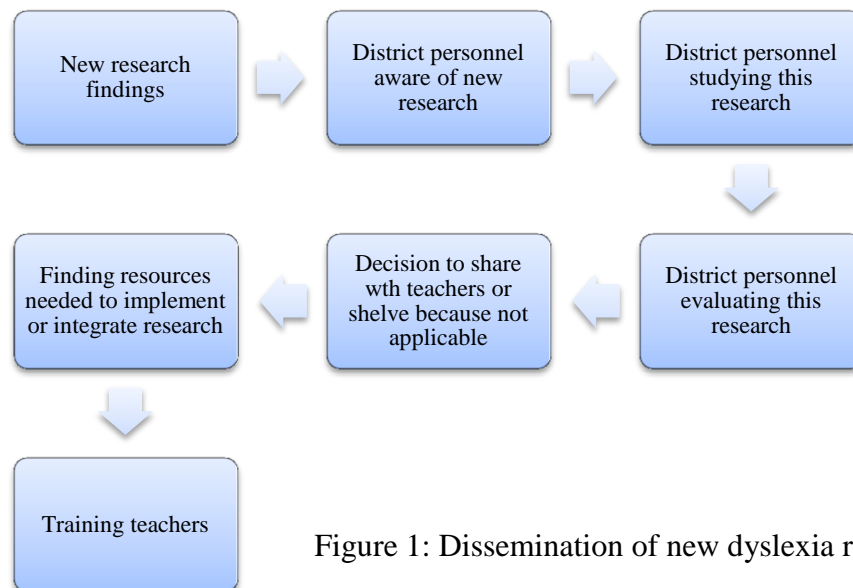 New research
findings
District personnel
aware of new
research
District personnel
studying this
research
District personnel
evaluating this
research
Decision to share
wth teachers or
shelve because not
applicable
Finding resources
needed to implement
or integrate research
Training teachers
Figure 1: Dissemination of new dyslexia